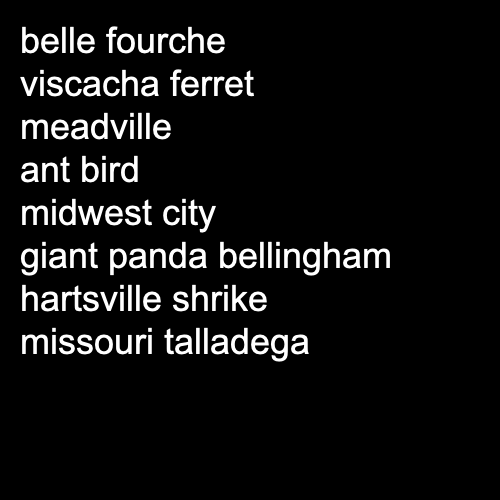 belle fourche
viscacha ferret
meadville
ant bird
midwest city
giant panda bellingham
hartsville shrike
missouri talladega